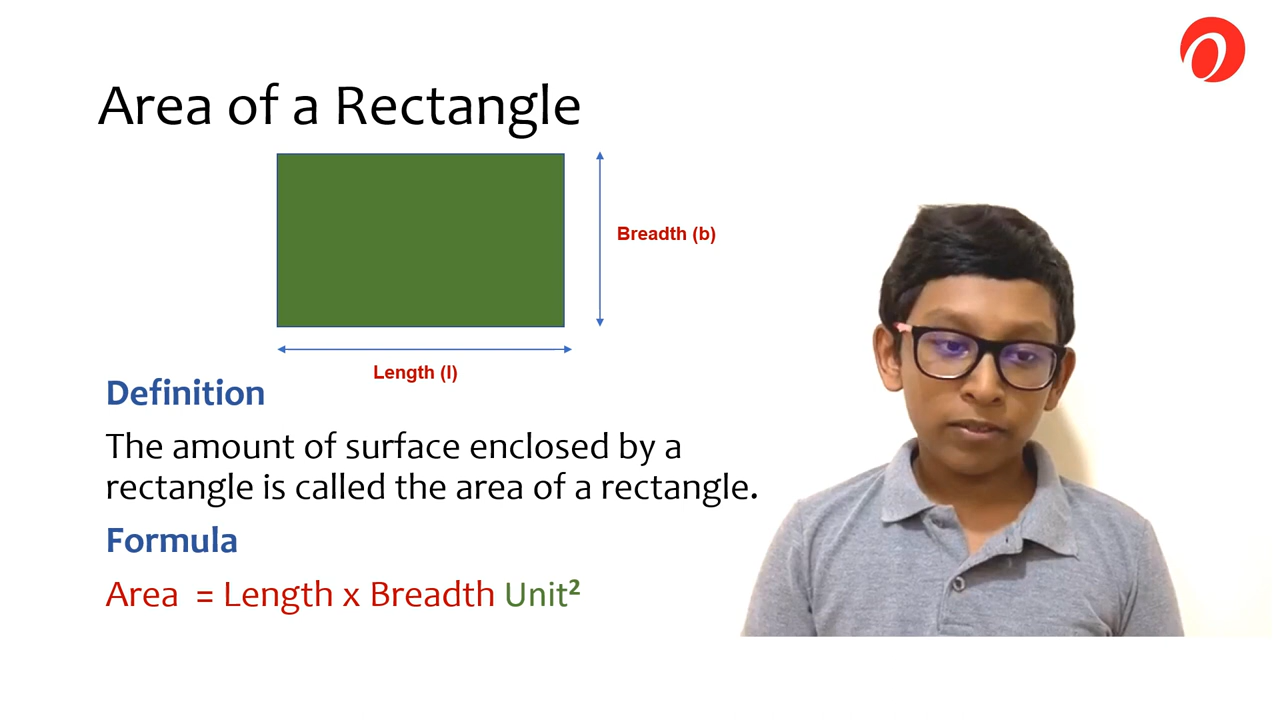 Area of a Rectangle
Breadth (b)
Length (l)
Definition
The amount of surface enclosed by a
rectangle is called the area of a rectangle.
Formula
Area = Length x Breadth Unit²